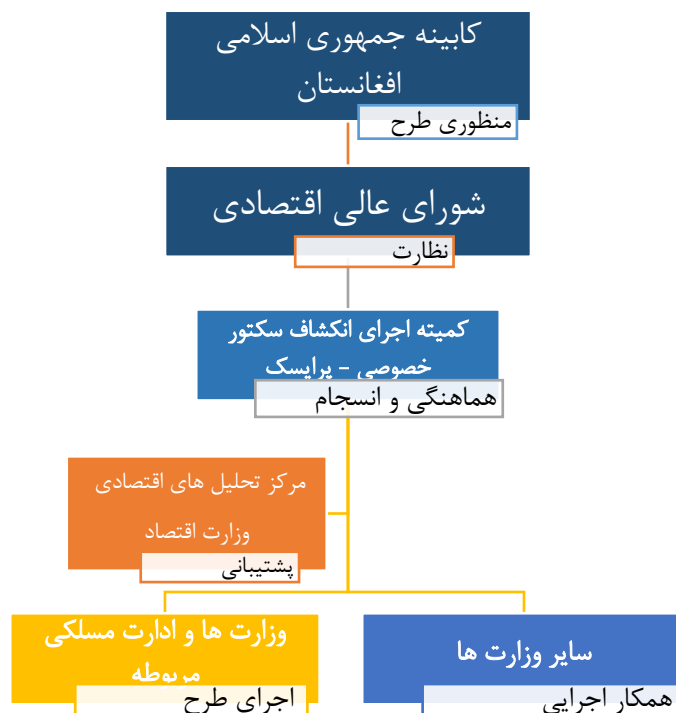 کابینه جمهوری اسلامی
افغانستان
منظوری طرح
شورای عالی اقتصادی
نظارت
کمیته اجرای انکشاف سکتور
خصوصی - پرایسک
هماهنگی و انسجام
مرکز تحلیل های اقتصادی
وزارت اقتصاد
پشتیبانی
وزارت ها و ادارت مسلکی
مربوطه
اجرای طرح
سایر وزارت ها
همکار اجرایی